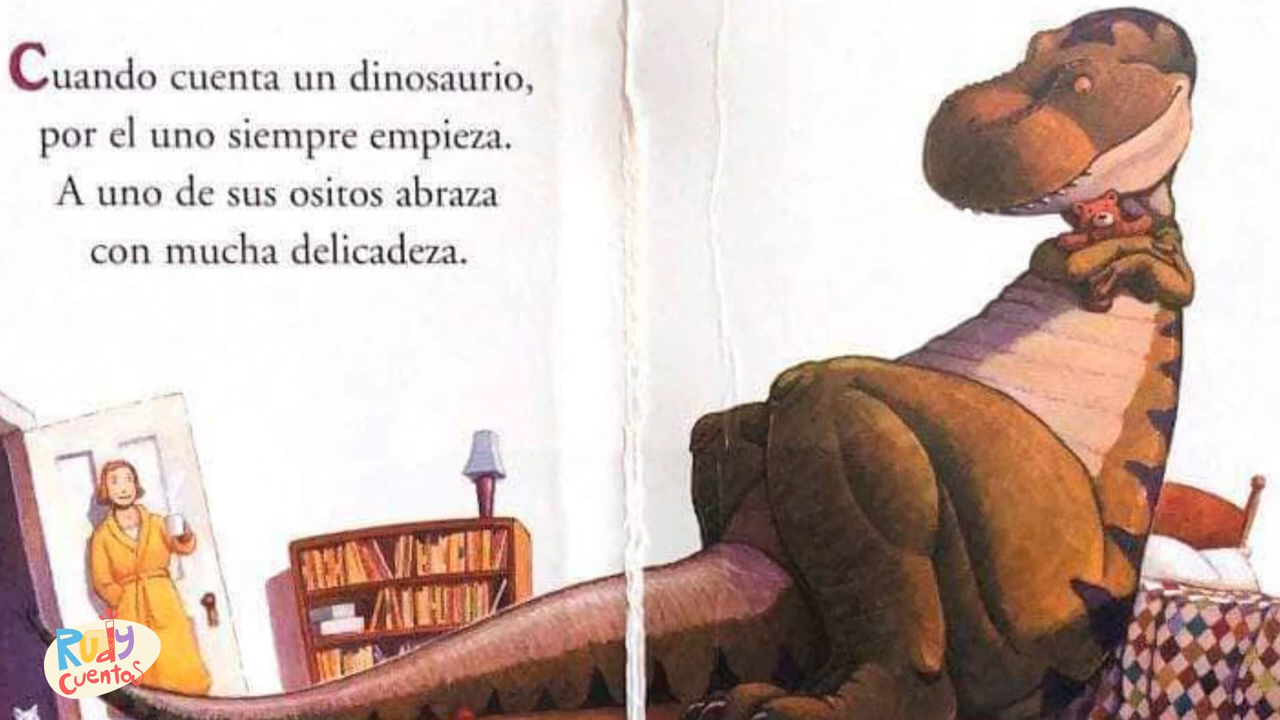 Cuando cuenta un dinosaurio,
por el uno siempre empieza.
A uno de sus ositos abraza
con mucha delicadeza.
Rudy
Cuentos